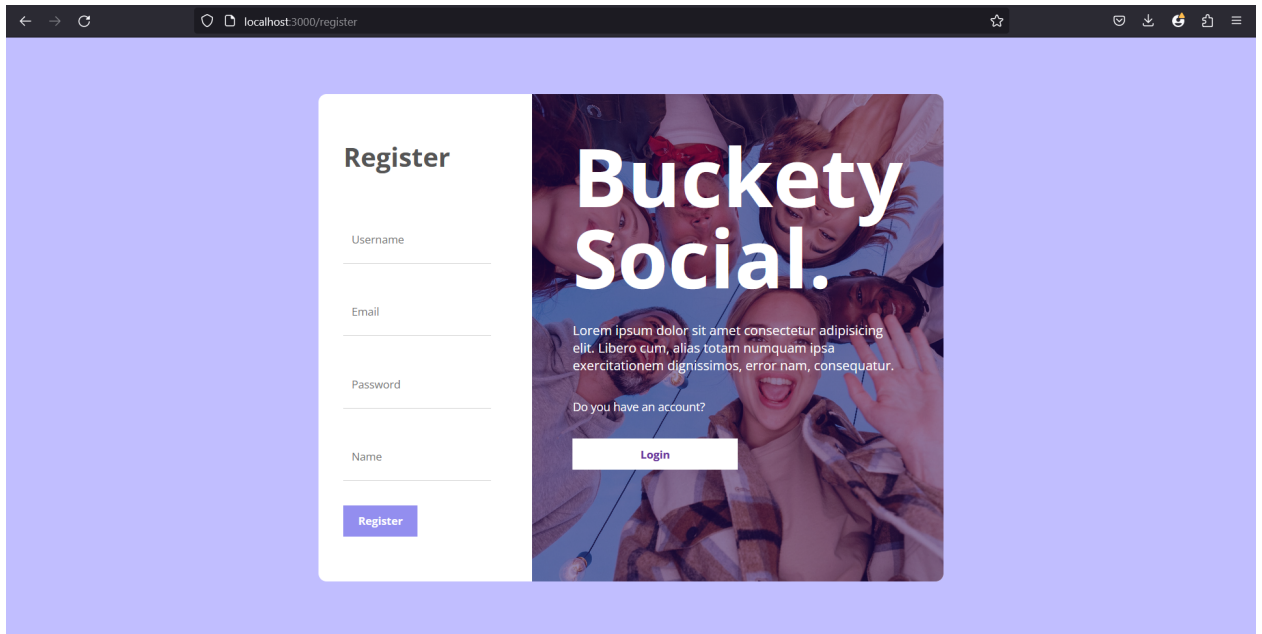 localhost:3000/register
Register
Username
Email
Password
Name
Register
Buckety
Social.
Lorem ipsum dolor sit amet consectetur adipisicing
elit. Libero cum, alias totam numquam ipsa
exercitationem dignissimos, error nam, consequatur.
Do you have an account?
Login